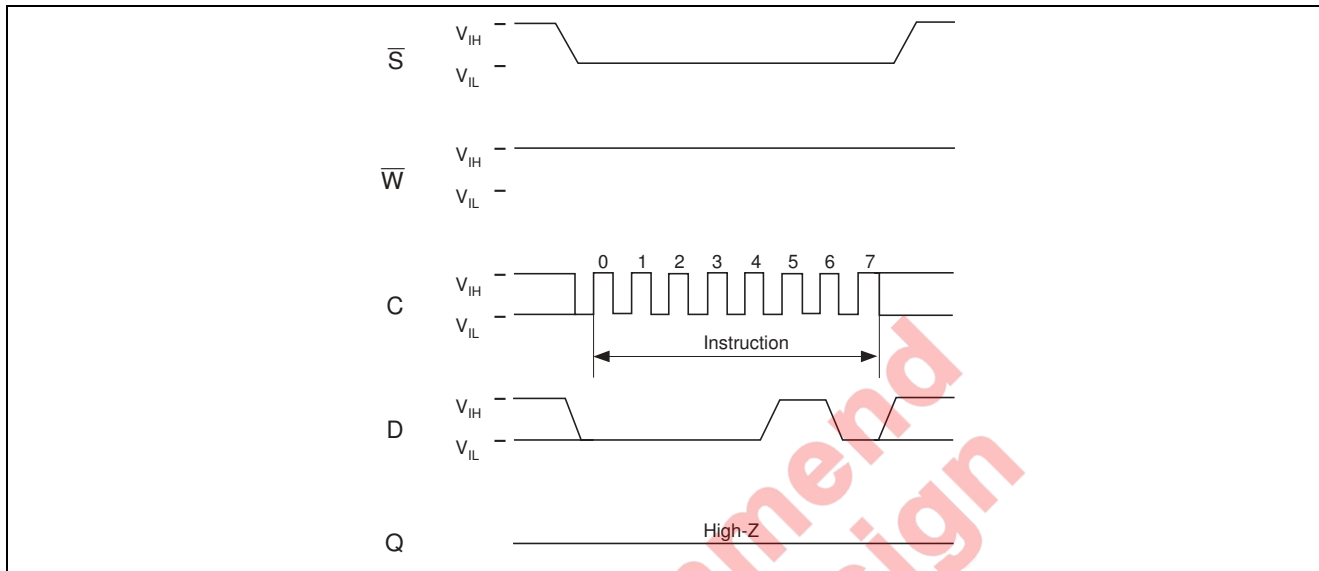 V_IH
S̅
V_IL
V_IH
W̅
V_IL
0 1 2 3 4 5 6 7
V_IH
C
V_IL
Instruction
V_IH
D
V_IL
High-Z
Q